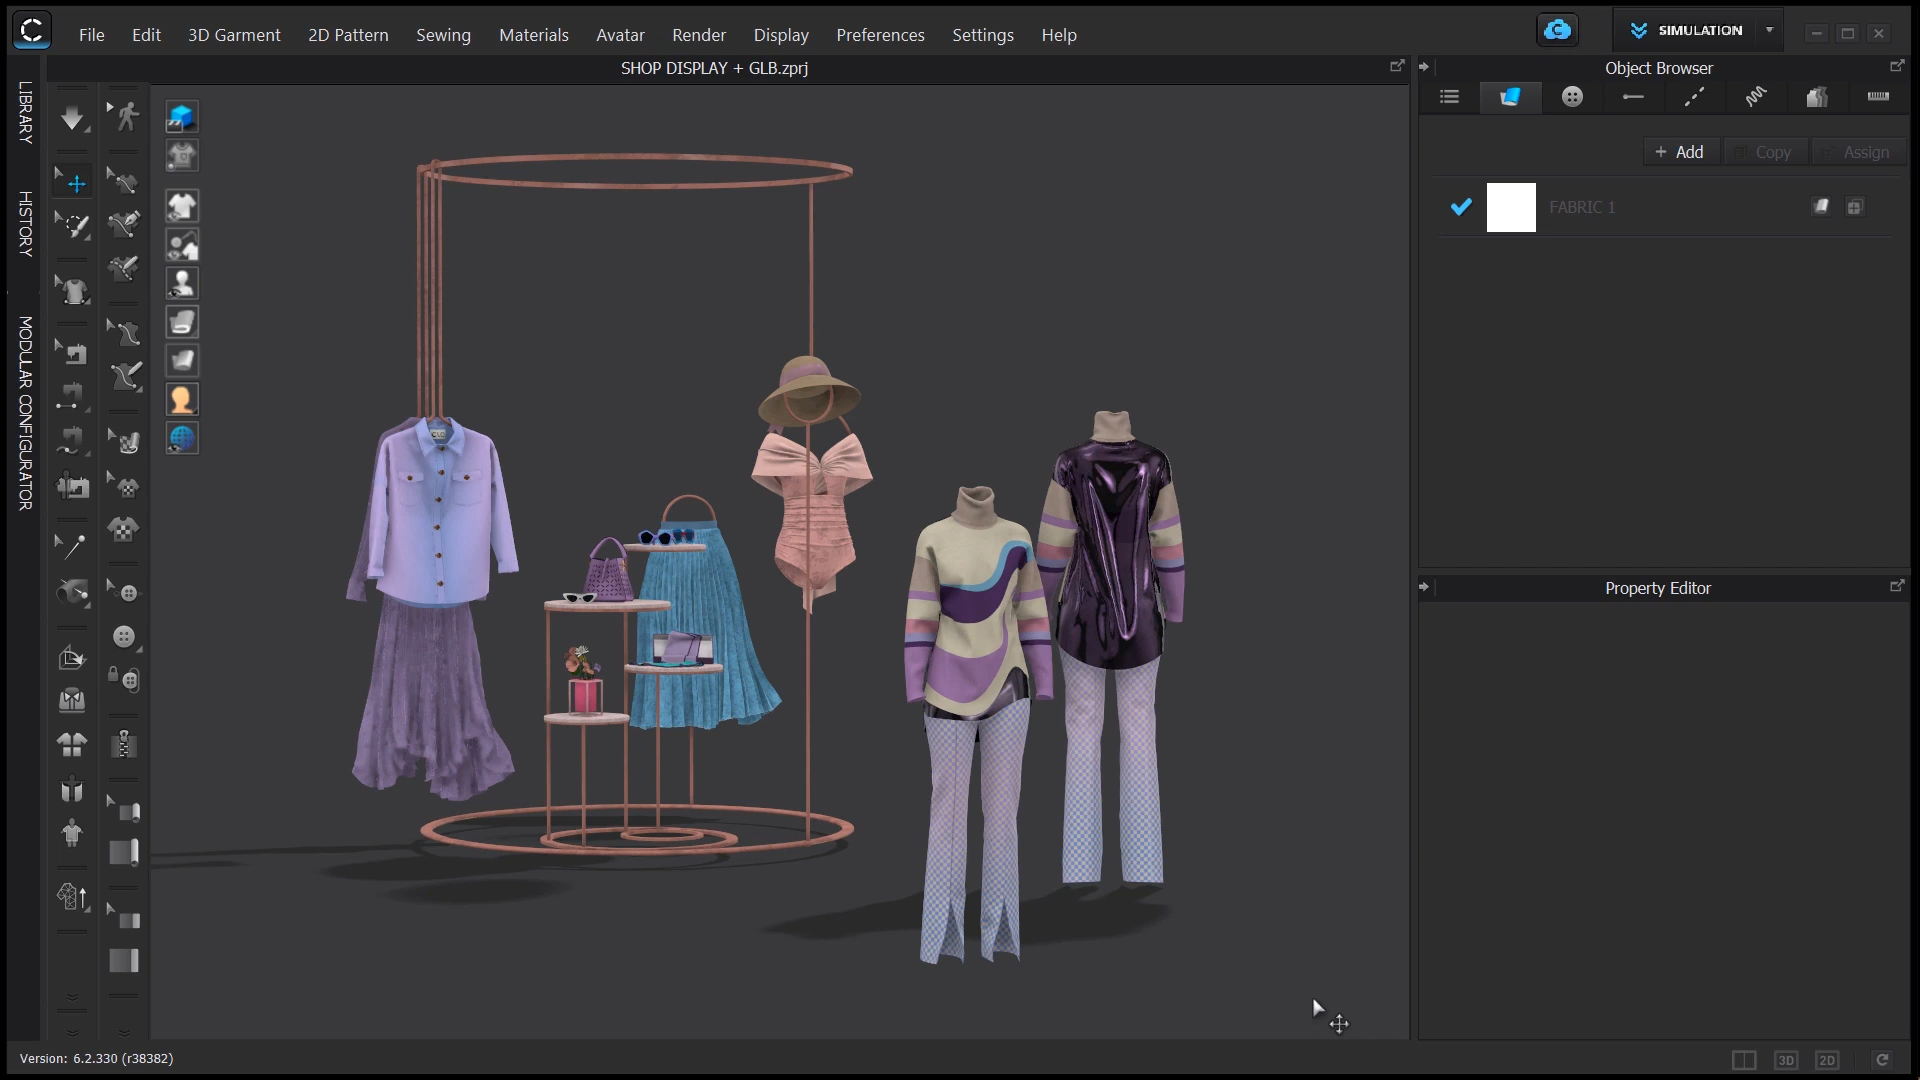 File Edit 3D Garment 2D Pattern Sewing Materials Avatar Render Display Preferences Settings Help
SIMULATION
SHOP DISPLAY + GLB.zprj
Object Browser
LIBRARY
HISTORY
MODULAR CONFIGURATOR
+ Add Copy Assign
FABRIC 1
Property Editor
Version: 6.2.330 (r38382)
3D 2D